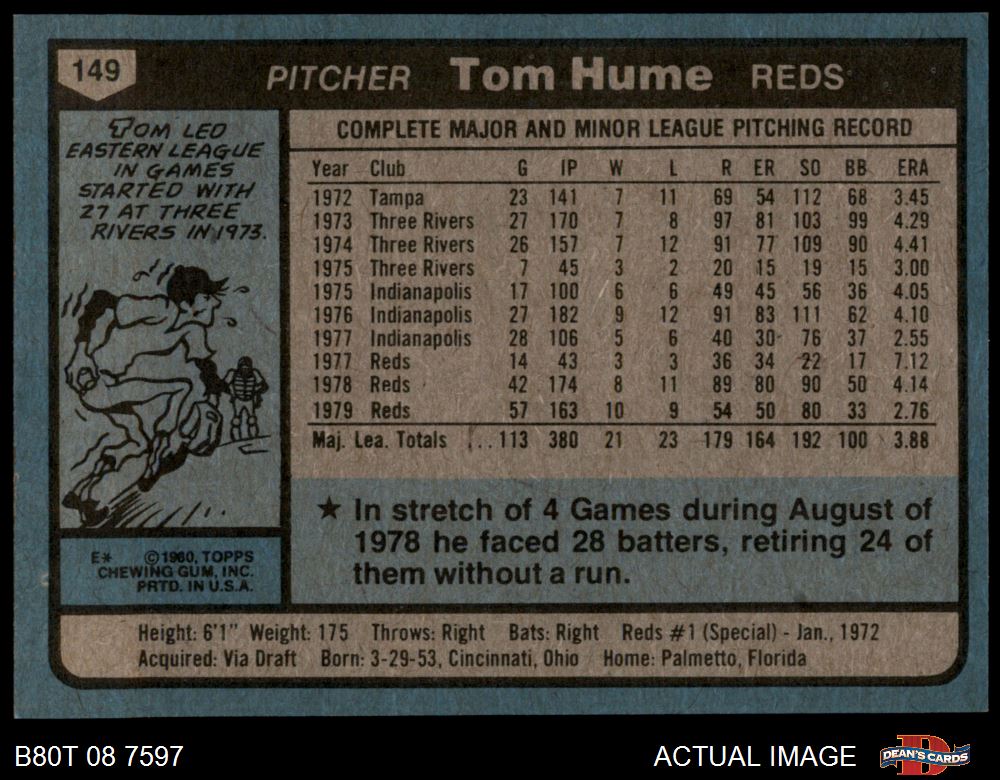 149
PITCHER Tom Hume REDS
TOM LED
EASTERN LEAGUE
IN GAMES
STARTED WITH
27 AT THREE
RIVERS IN 1973.
COMPLETE MAJOR AND MINOR LEAGUE PITCHING RECORD
Year Club G IP W L R ER SO BB ERA
1972 Tampa 23 141 7 11 69 54 112 68 3.45
1973 Three Rivers 27 170 7 8 97 81 103 99 4.29
1974 Three Rivers 26 157 7 12 91 77 109 90 4.41
1975 Three Rivers 7 45 3 2 20 15 19 15 3.00
1975 Indianapolis 17 100 6 6 49 45 56 36 4.05
1976 Indianapolis 27 182 9 12 91 83 111 62 4.10
1977 Indianapolis 28 106 5 6 40 30 76 37 2.55
1977 Reds 14 43 3 3 36 34 22 17 7.12
1978 Reds 42 174 8 11 89 80 90 50 4.14
1979 Reds 57 163 10 9 54 50 80 33 2.76
Maj. Lea. Totals ... 113 380 21 23 179 164 192 100 3.88
★ In stretch of 4 Games during August of
1978 he faced 28 batters, retiring 24 of
them without a run.
E* ©1980, TOPPS
CHEWING GUM, INC.
PRTD. IN U.S.A.
Height: 6'1" Weight: 175 Throws: Right Bats: Right Reds #1 (Special) - Jan., 1972
Acquired: Via Draft Born: 3-29-53, Cincinnati, Ohio Home: Palmetto, Florida
B80T 08 7597 ACTUAL IMAGE DEAN'S CARDS